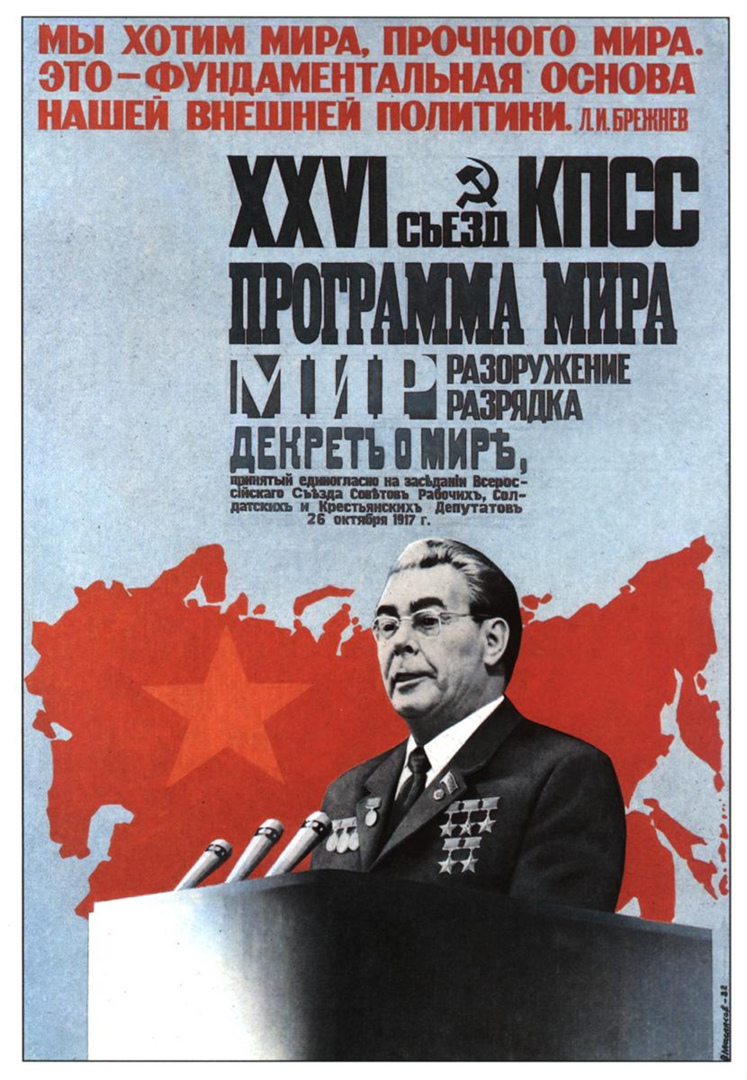 МЫ ХОТИМ МИРА, ПРОЧНОГО МИРА.
ЭТО – ФУНДАМЕНТАЛЬНАЯ ОСНОВА
НАШЕЙ ВНЕШНЕЙ ПОЛИТИКИ. Л.И. БРЕЖНЕВ
XXVI СЪЕЗД КПСС
ПРОГРАММА МИРА
МИР РАЗОРУЖЕНИЕ
РАЗРЯДКА
ДЕКРЕТЪ О МИРѢ,
принятый единогласно на засѣданіи Всерос-
сійскаго Съѣзда Совѣтовъ Рабочихъ, Сол-
датскихъ и Крестьянскихъ Депутатовъ
26 октября 1917 г.